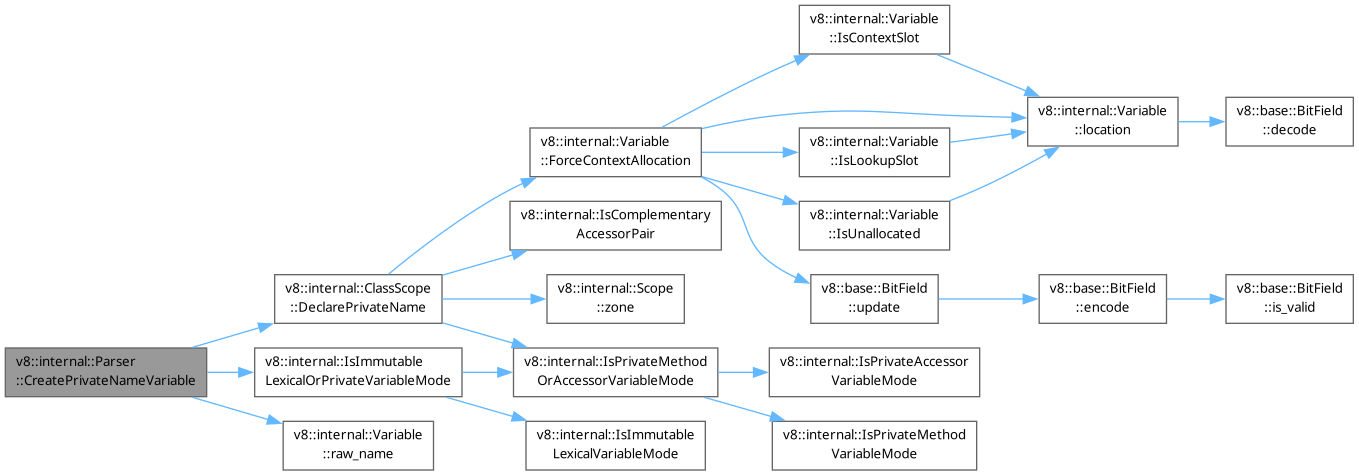 v8::internal::Parser
::CreatePrivateNameVariable
v8::internal::ClassScope
::DeclarePrivateName
v8::internal::Variable
::ForceContextAllocation
v8::internal::Variable
::IsContextSlot
v8::internal::Variable
::location
v8::base::BitField
::decode
v8::internal::Variable
::IsLookupSlot
v8::internal::Variable
::IsUnallocated
v8::base::BitField
::update
v8::base::BitField
::encode
v8::base::BitField
::is_valid
v8::internal::IsComplementary
AccessorPair
v8::internal::Scope
::zone
v8::internal::IsPrivateMethod
OrAccessorVariableMode
v8::internal::IsPrivateAccessor
VariableMode
v8::internal::IsPrivateMethod
VariableMode
v8::internal::IsImmutable
LexicalOrPrivateVariableMode
v8::internal::IsImmutable
LexicalVariableMode
v8::internal::Variable
::raw_name